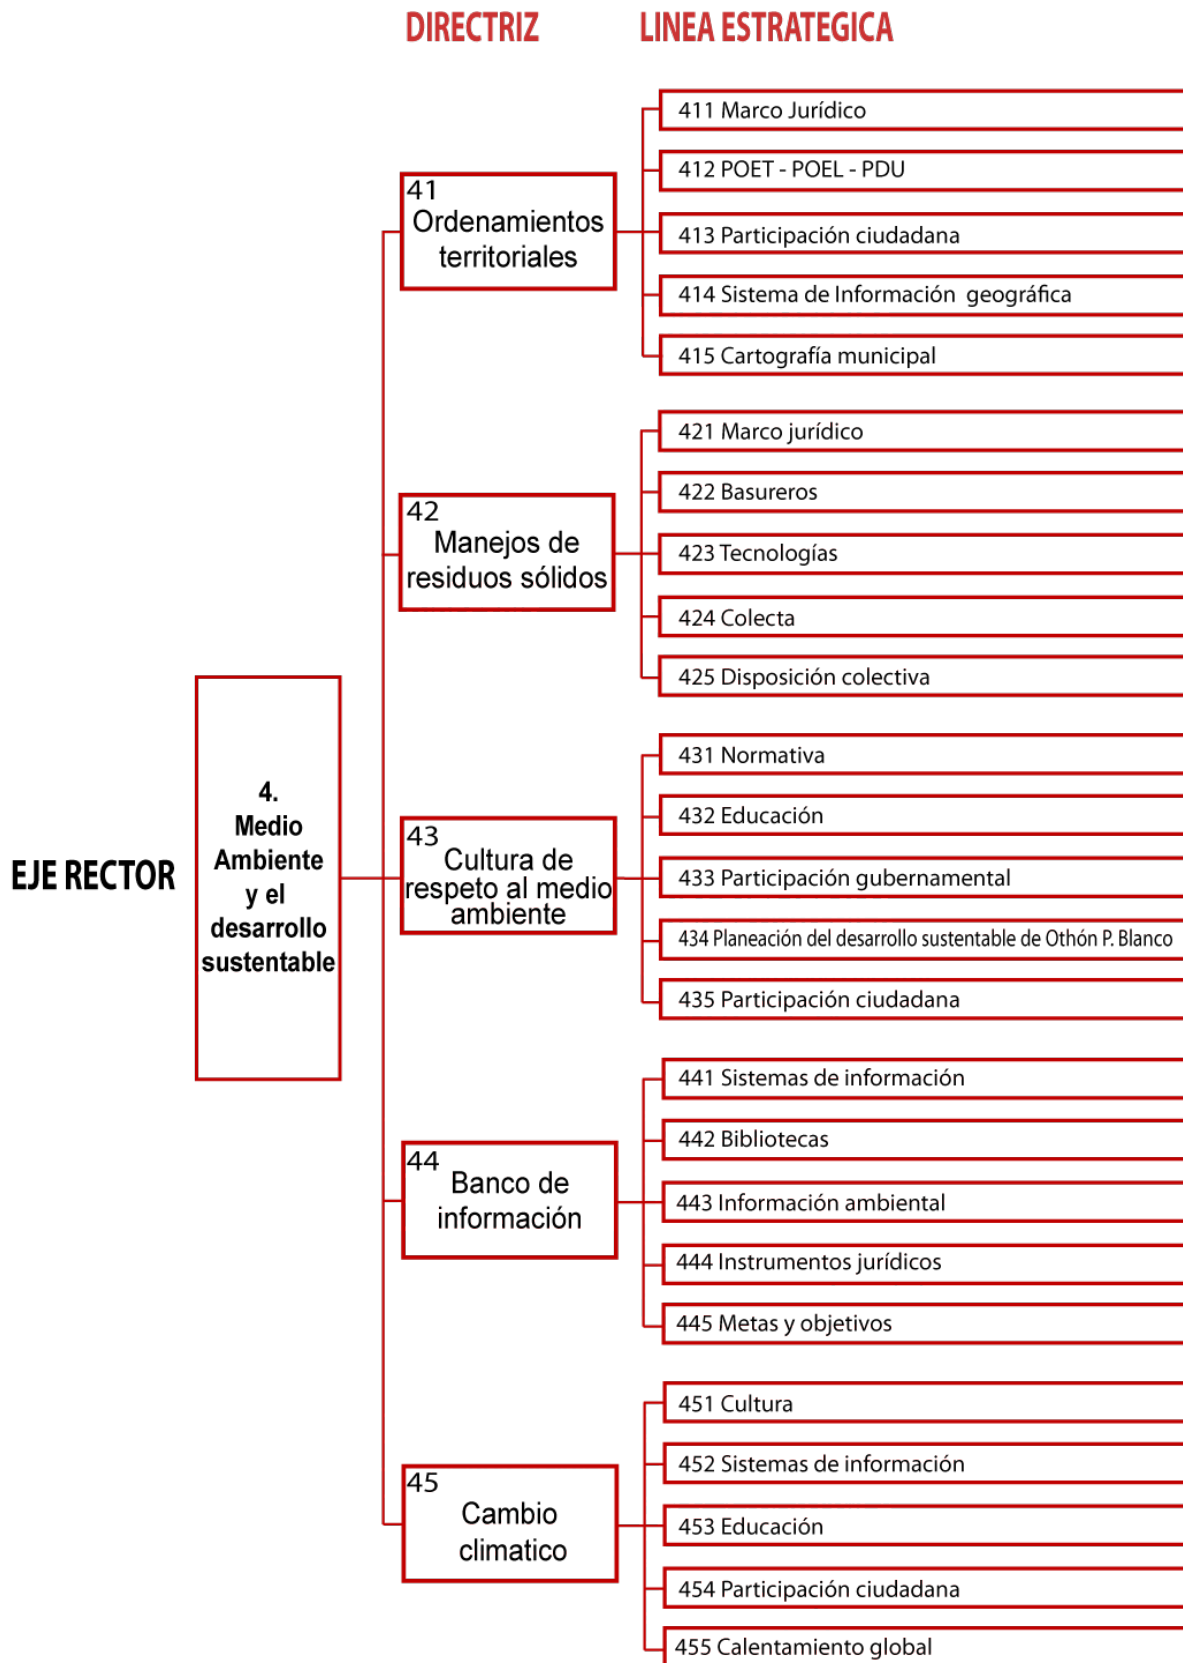 DIRECTRIZ
LINEA ESTRATEGICA
EJE RECTOR
4.
Medio
Ambiente
y el
desarrollo
sustentable
41
Ordenamientos
territoriales
411 Marco Jurídico
412 POET - POEL - PDU
413 Participación ciudadana
414 Sistema de Información geográfica
415 Cartografía municipal
42
Manejos de
residuos sólidos
421 Marco jurídico
422 Basureros
423 Tecnologías
424 Colecta
425 Disposición colectiva
43
Cultura de
respeto al medio
ambiente
431 Normativa
432 Educación
433 Participación gubernamental
434 Planeación del desarrollo sustentable de Othón P. Blanco
435 Participación ciudadana
44
Banco de
información
441 Sistemas de información
442 Bibliotecas
443 Información ambiental
444 Instrumentos jurídicos
445 Metas y objetivos
45
Cambio
climatico
451 Cultura
452 Sistemas de información
453 Educación
454 Participación ciudadana
455 Calentamiento global